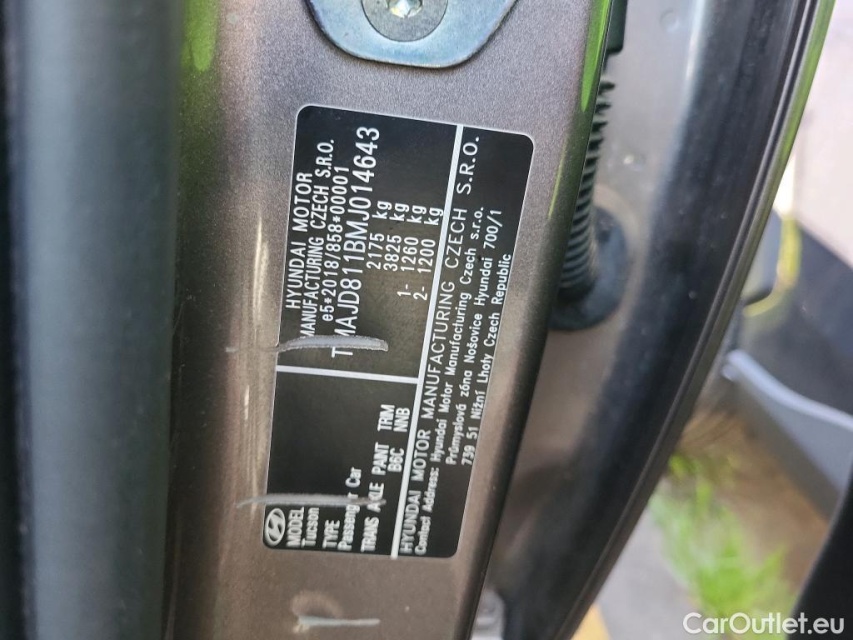 HYUNDAI MOTOR
MANUFACTURING CZECH S.R.O.
e5*2018/858*00001
TMAJD811BMJ014643
2175 kg
3825 kg
1- 1260 kg
2- 1200 kg
MODEL
Tucson
TYPE
Passenger Car
TRANS AXLE PAINT TRIM
B6C NNB
HYUNDAI MOTOR MANUFACTURING CZECH S.R.O.
Contact Address: Hyundai Motor Manufacturing Czech s.r.o.
Průmyslová zóna Nošovice Hyundai 700/1
739 51 Nižní Lhoty Czech Republic
CarOutlet.eu